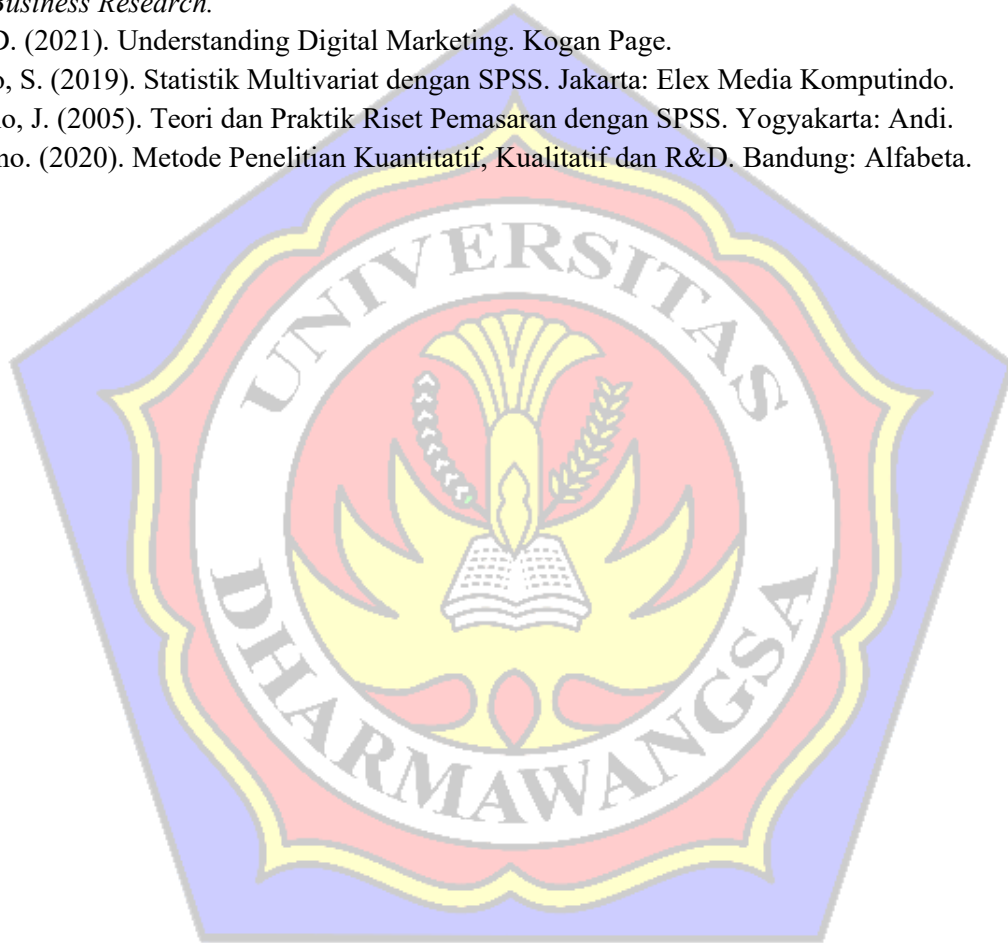 Business Research.
D. (2021). Understanding Digital Marketing. Kogan Page.
o, S. (2019). Statistik Multivariat dengan SPSS. Jakarta: Elex Media Komputindo.
o, J. (2005). Teori dan Praktik Riset Pemasaran dengan SPSS. Yogyakarta: Andi.
no. (2020). Metode Penelitian Kuantitatif, Kualitatif dan R&D. Bandung: Alfabeta.
UNIVERSITAS
DHARMAWANGSA